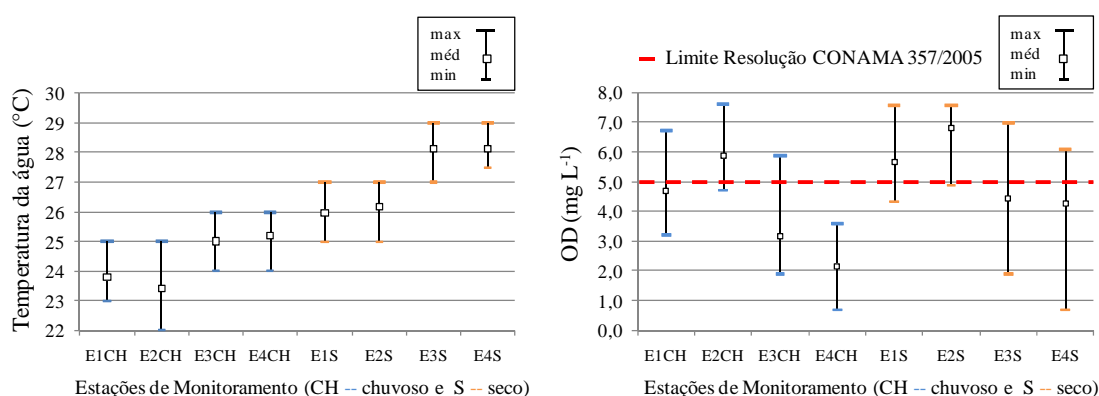 max
méd
min
Temperatura da água (°C)
30
29
28
27
26
25
24
23
22
E1CH E2CH E3CH E4CH E1S E2S E3S E4S
Estações de Monitoramento (CH -- chuvoso e S -- seco)
max
méd
min
Limite Resolução CONAMA 357/2005
OD (mg L-1)
8,0
7,0
6,0
5,0
4,0
3,0
2,0
1,0
0,0
E1CH E2CH E3CH E4CH E1S E2S E3S E4S
Estações de Monitoramento (CH -- chuvoso e S -- seco)